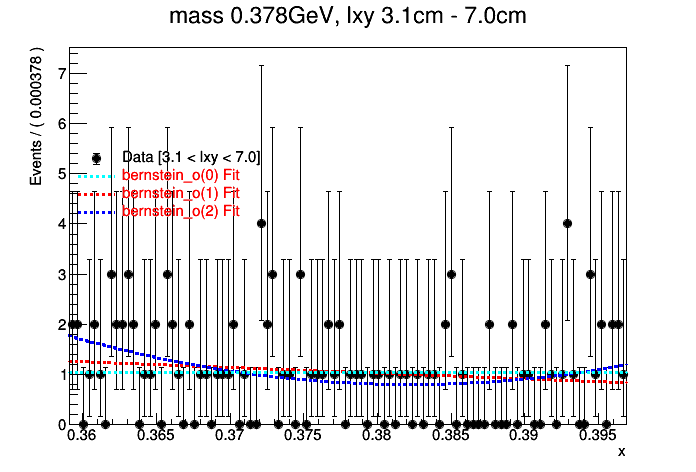 mass 0.378GeV, lxy 3.1cm - 7.0cm
Events / ( 0.000378 )
7
6
5
4
3
2
1
0
Data [3.1 < lxy < 7.0]
bernstein_o(0) Fit
bernstein_o(1) Fit
bernstein_o(2) Fit
0.36 0.365 0.37 0.375 0.38 0.385 0.39 0.395
x